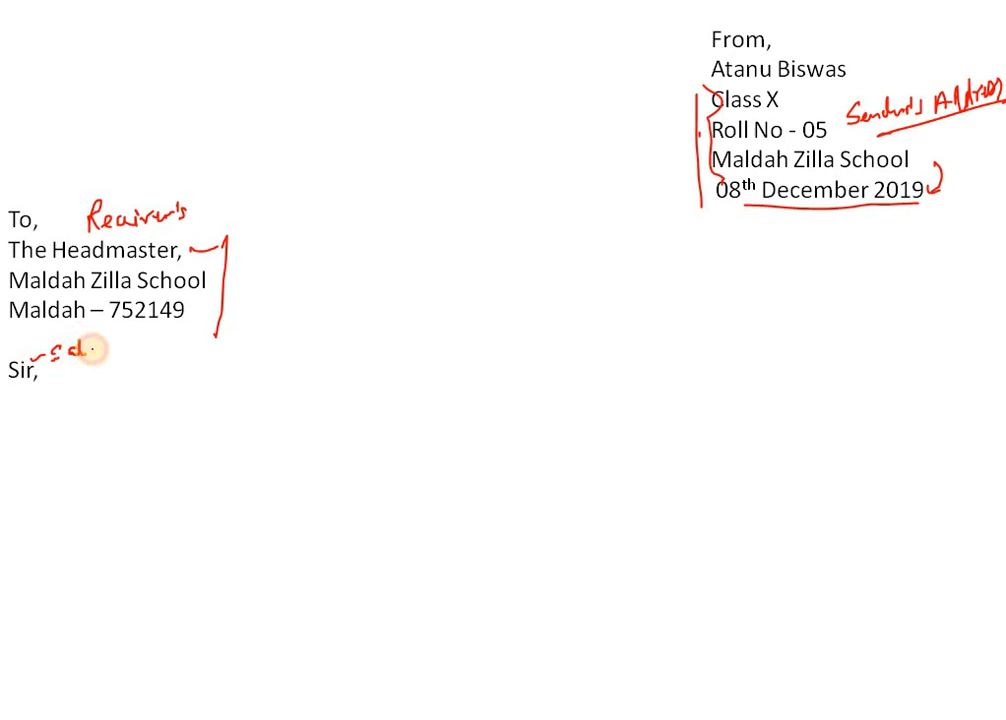 From,
Atanu Biswas
Class X
Roll No - 05
Maldah Zilla School
08th December 2019
Sender's Address
To,
The Headmaster,
Maldah Zilla School
Maldah – 752149
Sir,